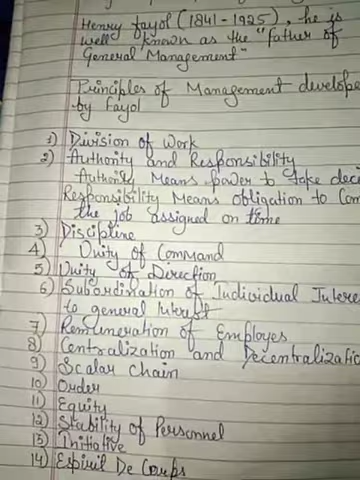 Henry fayol (1841 - 1925), he is
well known as the "father of
General Management"
Principles of Management develope
by Fayol
1) Division of Work
2) Authority and Responsibility
Authority Means power to take deci
Responsibility Means obligation to Com
the job assigned on time
3) Discipline
4) Unity of Command
5) Unity of Direction
6) Subordination of Individual Intere
to general Interest
7) Remuneration of Employes
8) Centralization and Decentralizatio
9) Scalar chain
10) Order
11) Equity
12) Stability of Personnel
13) Initiative
14) Espiril De Coups